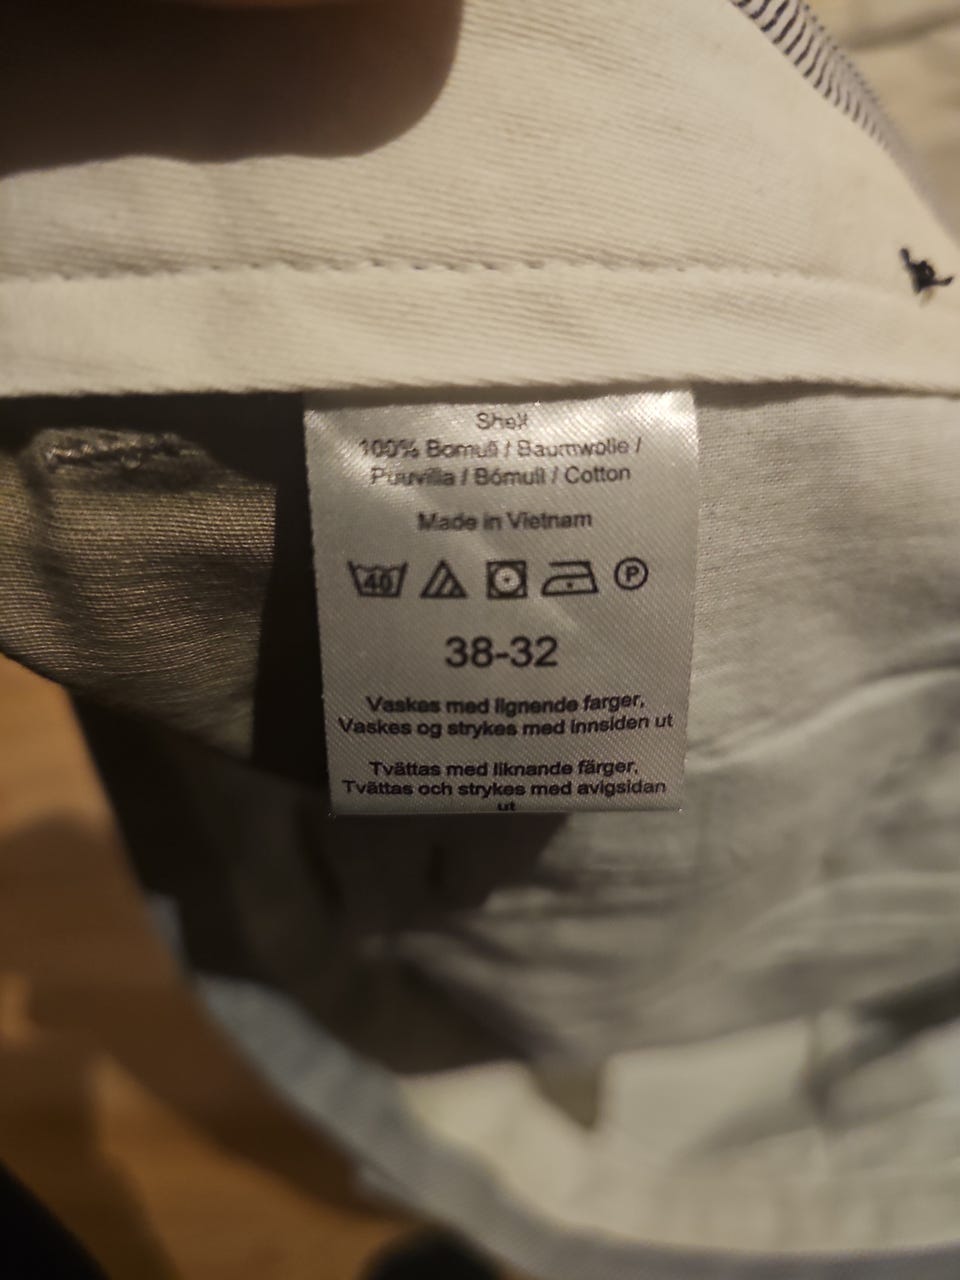 Shell
100% Bomull / Baumwolle /
Puuvilla / Bómull / Cotton
Made in Vietnam
40 P
38-32
Vaskes med lignende farger,
Vaskes og strykes med innsiden ut
Tvättas med liknande färger,
Tvättas och strykes med avigsidan
ut